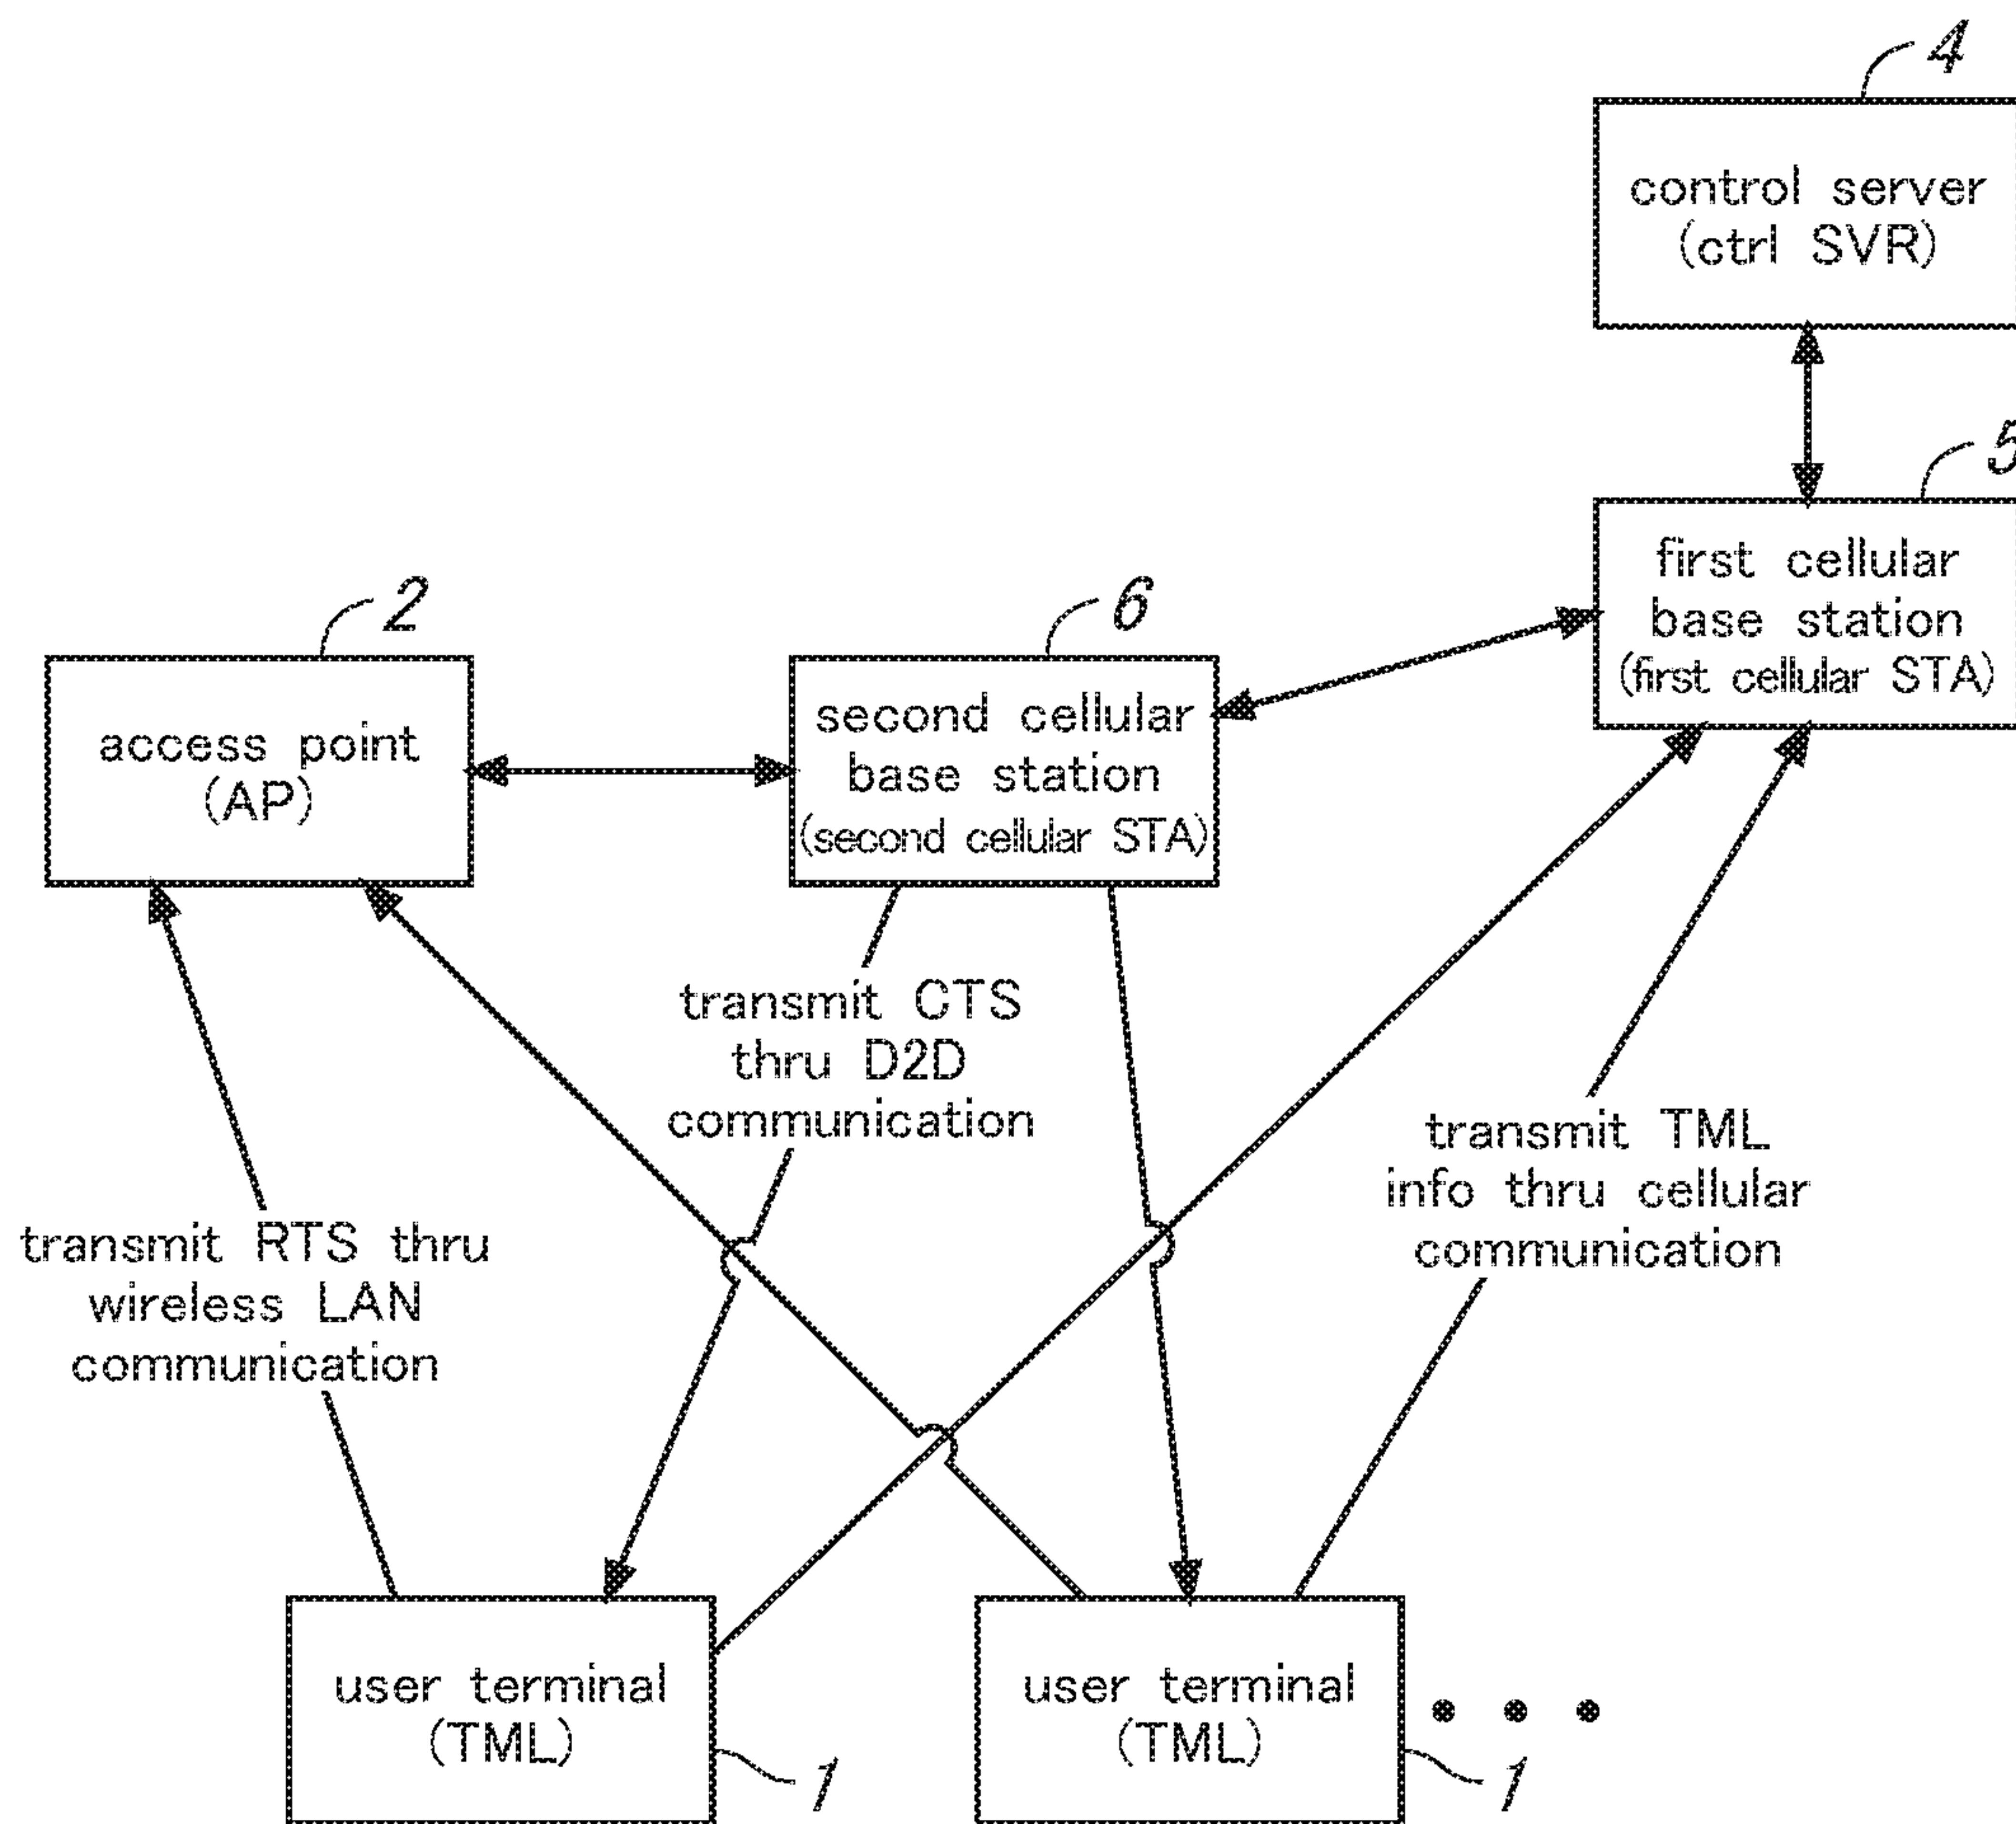 4
control server
(ctrl SVR)
5
first cellular
base station
(first cellular STA)
2
access point
(AP)
6
second cellular
base station
(second cellular STA)
transmit CTS
thru D2D
communication
transmit TML
info thru cellular
communication
transmit RTS thru
wireless LAN
communication
user terminal
(TML)
1
user terminal
(TML)
1